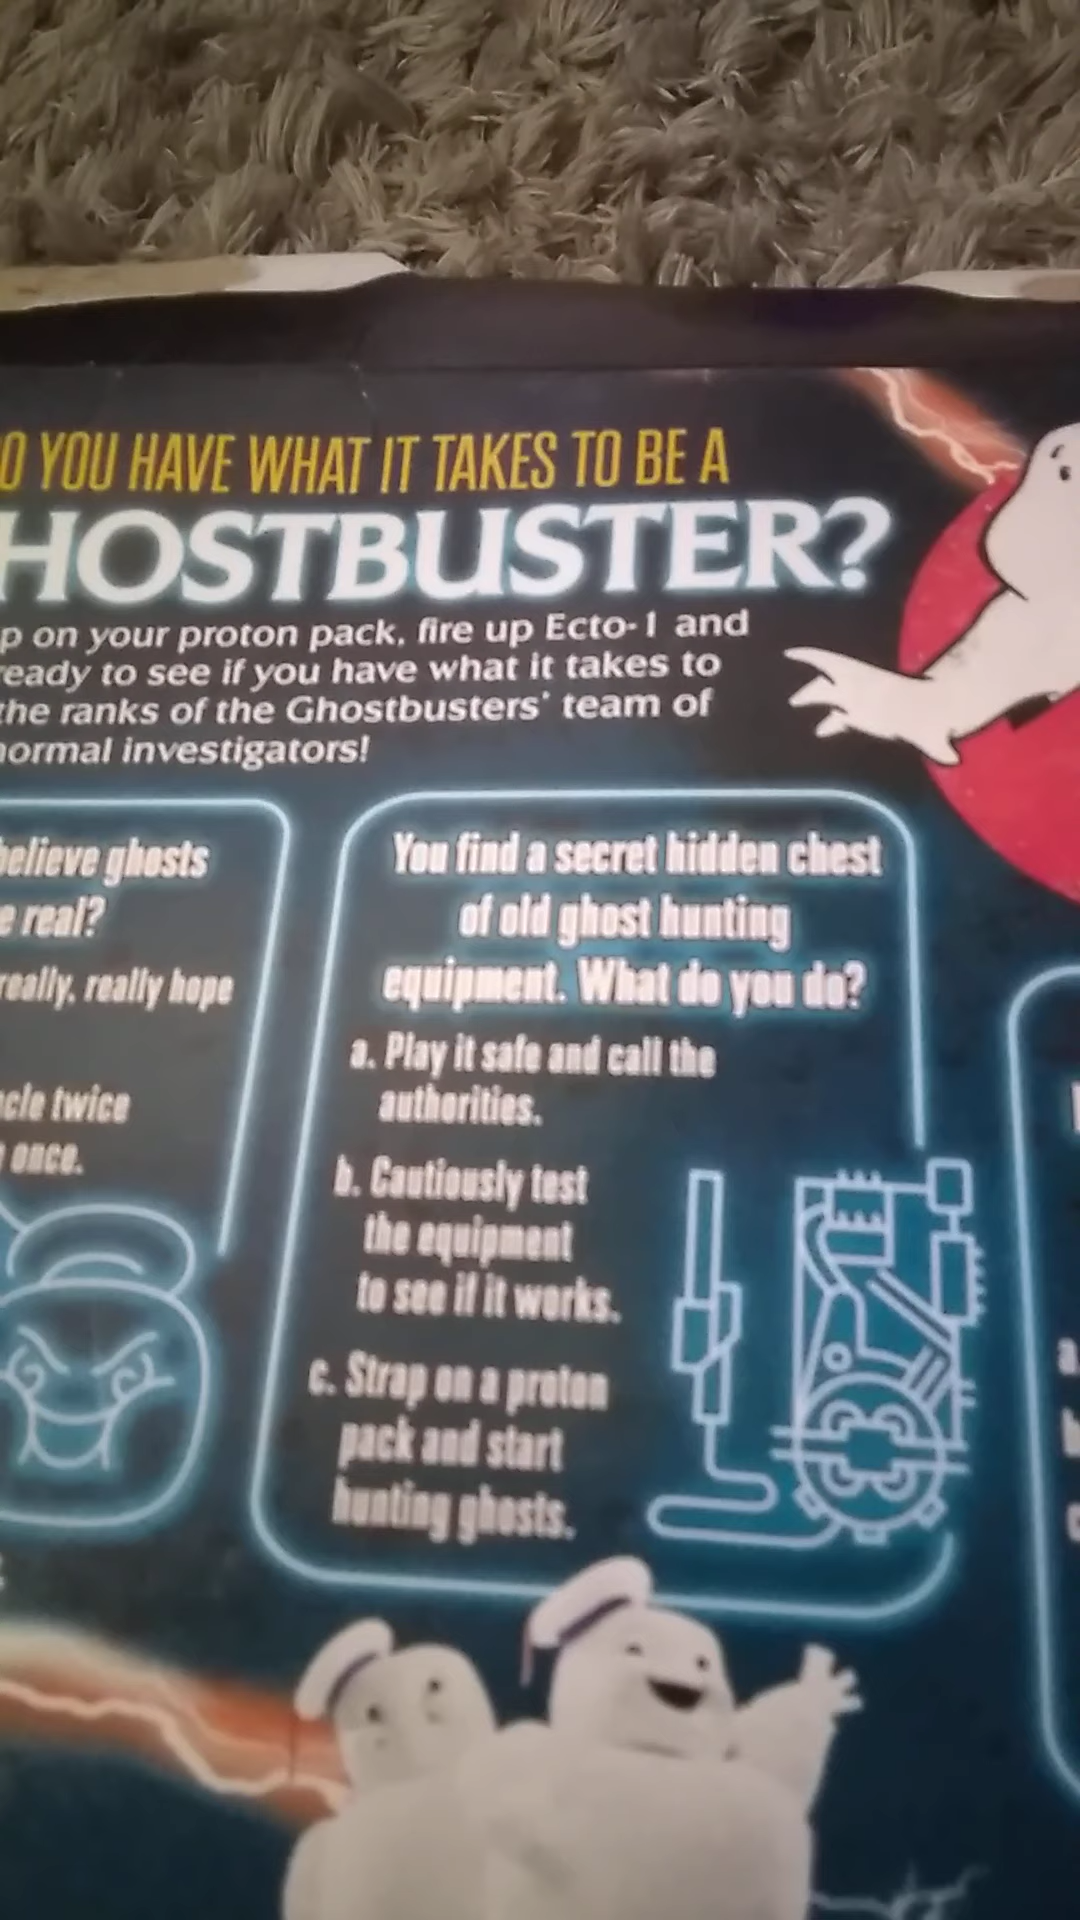 O YOU HAVE WHAT IT TAKES TO BE A
HOSTBUSTER?
p on your proton pack, fire up Ecto-1 and
eady to see if you have what it takes to
the ranks of the Ghostbusters' team of
normal investigators!
believe ghosts
e real?
really, really hope
cle twice
once.
You find a secret hidden chest
of old ghost hunting
equipment. What do you do?
a. Play it safe and call the
authorities.
b. Cautiously test
the equipment
to see if it works.
c. Strap on a proton
pack and start
hunting ghosts.
a.